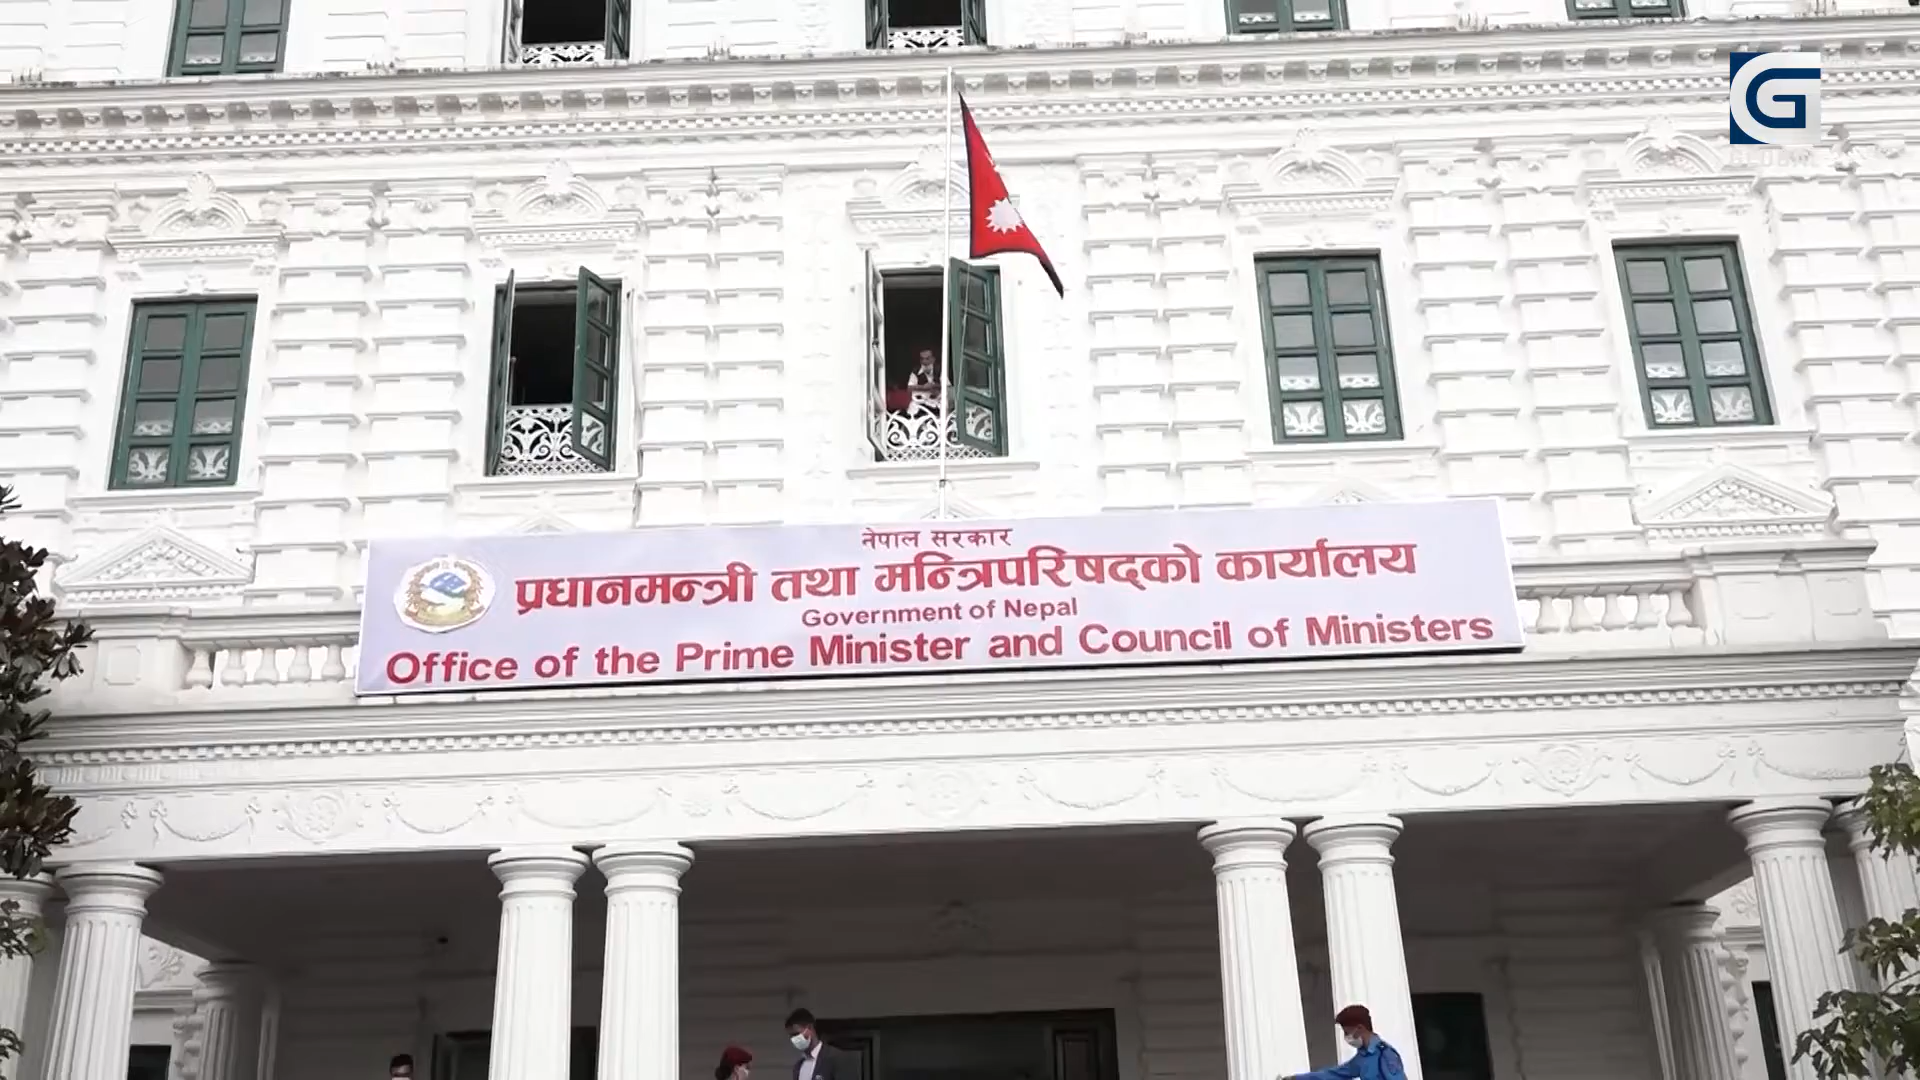 G
GLOBAL
नेपाल सरकार
प्रधानमन्त्री तथा मन्त्रिपरिषद्को कार्यालय
Government of Nepal
Office of the Prime Minister and Council of Ministers